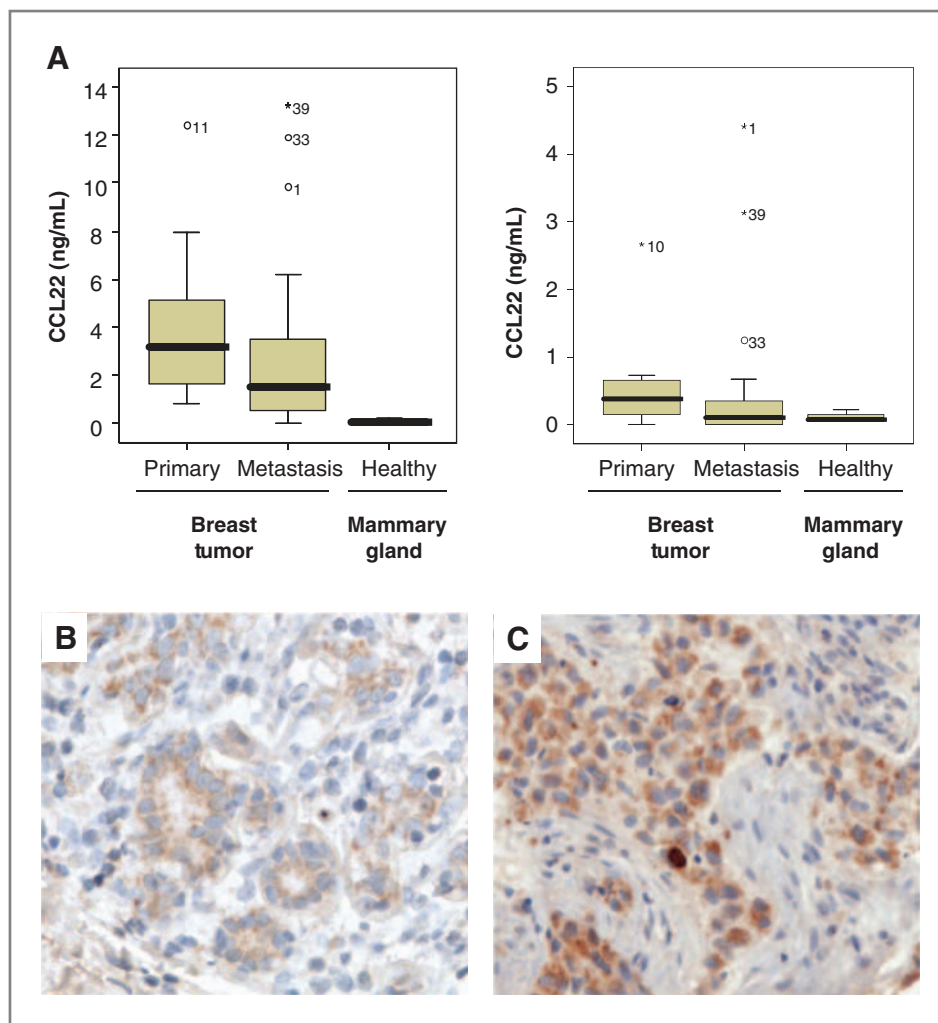 A
CCL22 (ng/mL)
14
12
10
8
6
4
2
0
11
*39
33
1
Primary Metastasis Healthy
Breast
tumor
Mammary
gland
CCL22 (ng/mL)
5
4
3
2
1
0
*10
*1
*39
33
Primary Metastasis Healthy
Breast
tumor
Mammary
gland
B
C